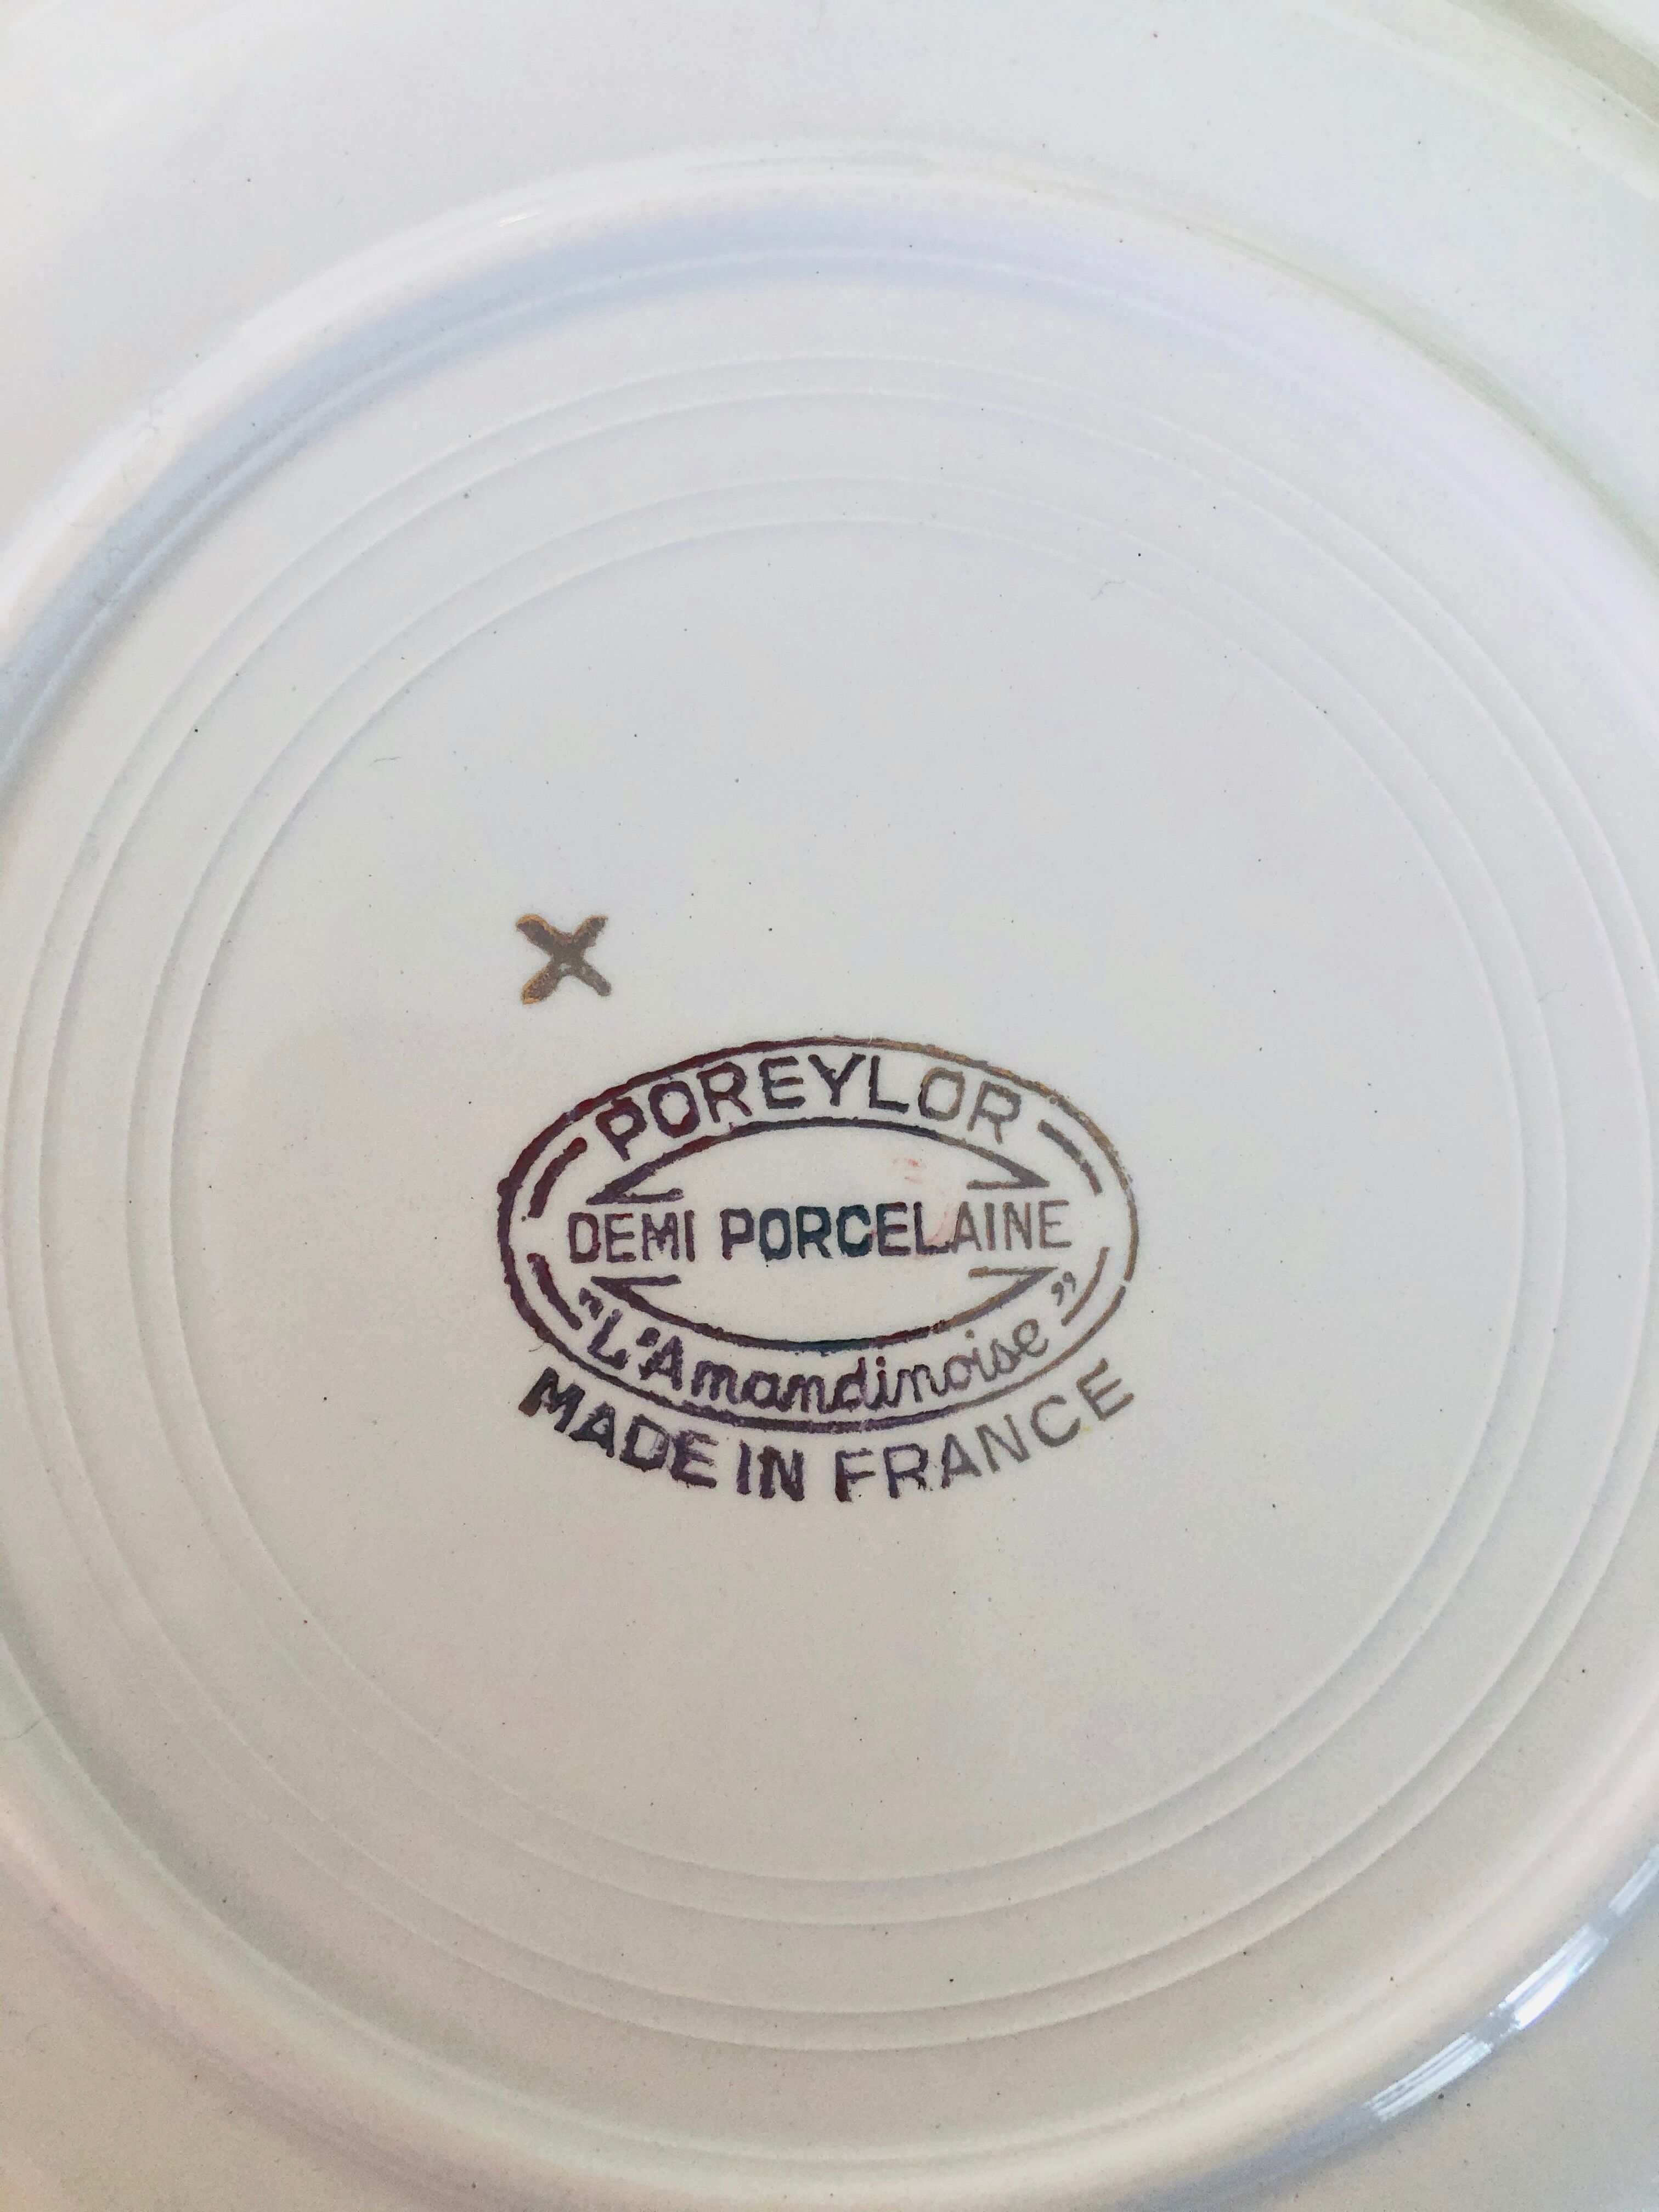 X
POREYLOR
DEMI PORCELAINE
"L'Amandinoise"
MADE IN FRANCE